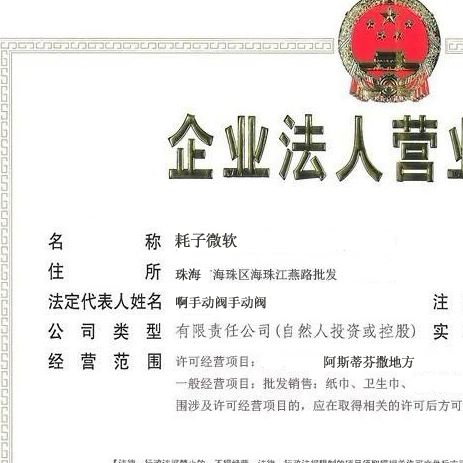 企业法人营业
名 称 耗子微软
住 所 珠海 海珠区海珠江燕路批发
法定代表人姓名 啊手动阀手动阀 注
公 司 类 型 有限责任公司(自然人投资或控股) 实
经 营 范 围 许可经营项目： 阿斯蒂芬撒地方
一般经营项目：批发销售：纸巾、卫生巾、
围涉及许可经营项目的，应在取得相关的许可后方可